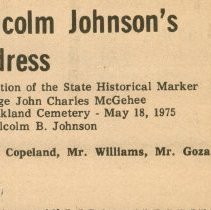 lcolm Johnson's
dress
tion of the State Historical Marker
ge John Charles McGehee
kland Cemetery - May 18, 1975
lcolm B. Johnson
Copeland, Mr. Williams, Mr. Goza